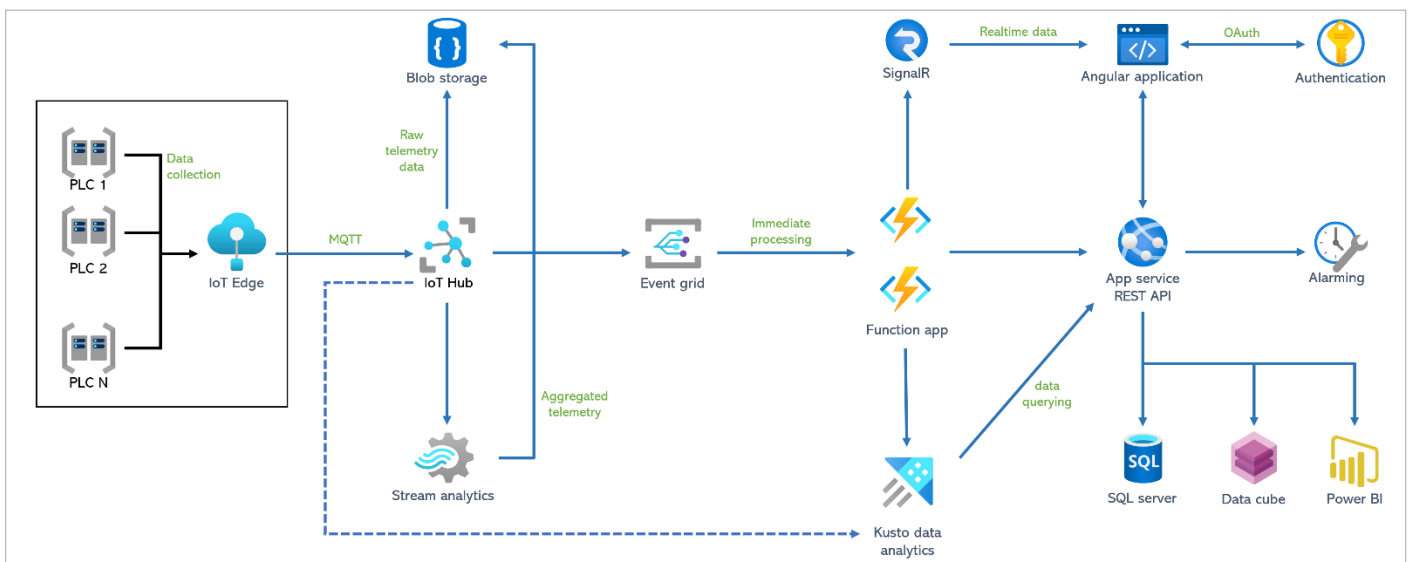 Blob storage
SignalR
Realtime data
Angular application
OAuth
Authentication
PLC 1
Data
collection
Raw
telemetry
data
PLC 2
IoT Edge
MQTT
IoT Hub
Event grid
Immediate
processing
Function app
App service
REST API
Alarming
PLC N
Aggregated
telemetry
data
querying
Stream analytics
Kusto data
analytics
SQL
SQL server
Data cube
Power BI